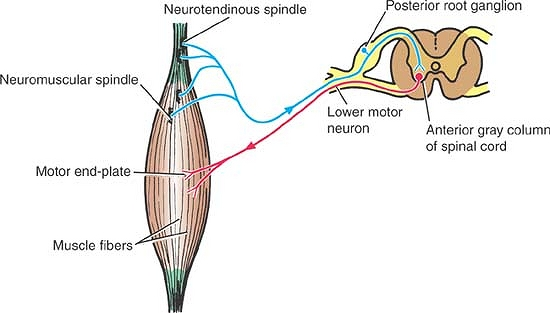 Neurotendinous spindle
Posterior root ganglion
Neuromuscular spindle
Lower motor
neuron
Anterior gray column
of spinal cord
Motor end-plate
Muscle fibers